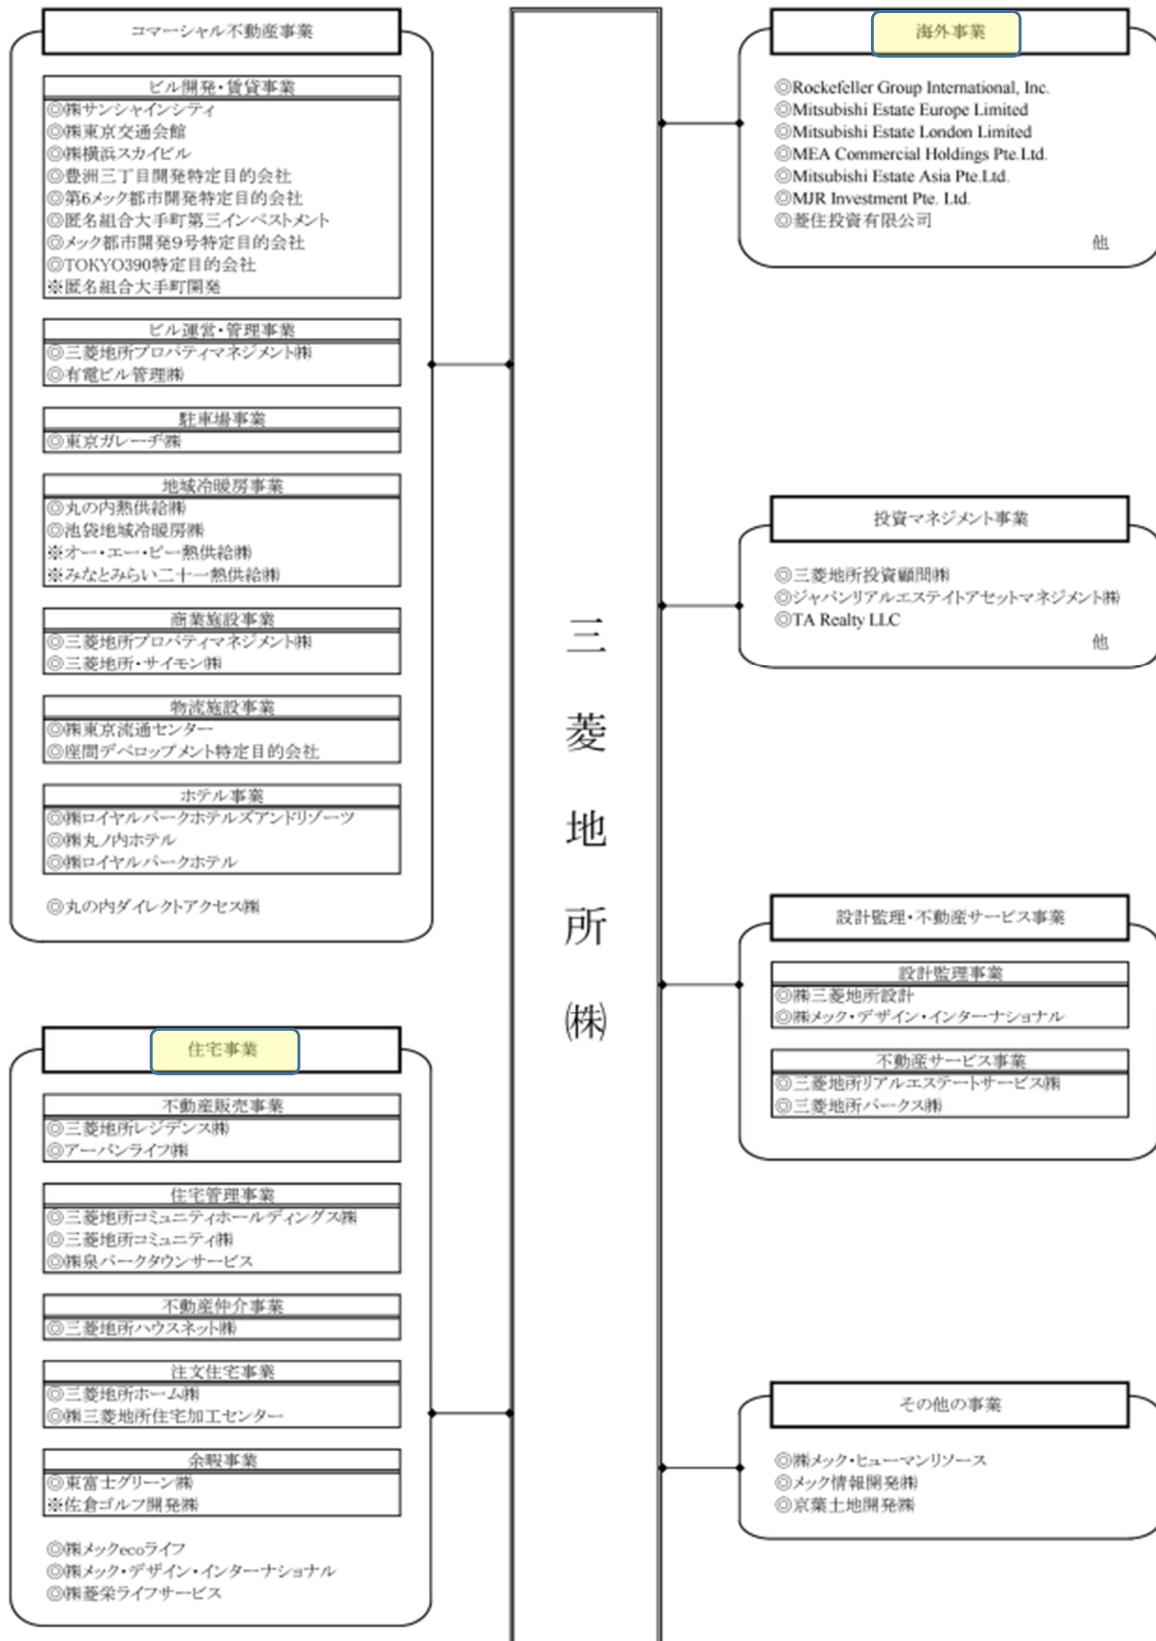 コマーシャル不動産事業
ビル開発・賃貸事業
◎㈱サンシャインシティ
◎㈱東京交通会館
◎㈱横浜スカイビル
◎豊洲三丁目開発特定目的会社
◎第6メック都市開発特定目的会社
◎匿名組合大手町第三インベストメント
◎メック都市開発9号特定目的会社
◎TOKYO390特定目的会社
※匿名組合大手町開発
ビル運営・管理事業
◎三菱地所プロパティマネジメント㈱
◎有電ビル管理㈱
駐車場事業
◎東京ガレーヂ㈱
地域冷暖房事業
◎丸の内熱供給㈱
◎池袋地域冷暖房㈱
※オー・エー・ピー熱供給㈱
※みなとみらい二十一熱供給㈱
商業施設事業
◎三菱地所プロパティマネジメント㈱
◎三菱地所・サイモン㈱
物流施設事業
◎㈱東京流通センター
◎座間デベロップメント特定目的会社
ホテル事業
◎㈱ロイヤルパークホテルズアンドリゾーツ
◎㈱丸ノ内ホテル
◎㈱ロイヤルパークホテル
◎丸の内ダイレクトアクセス㈱
住宅事業
不動産販売事業
◎三菱地所レジデンス㈱
◎アーバンライフ㈱
住宅管理事業
◎三菱地所コミュニティホールディングス㈱
◎三菱地所コミュニティ㈱
◎㈱泉パークタウンサービス
不動産仲介事業
◎三菱地所ハウスネット㈱
注文住宅事業
◎三菱地所ホーム㈱
◎㈱三菱地所住宅加工センター
余暇事業
◎東富士グリーン㈱
※佐倉ゴルフ開発㈱
◎㈱メックecoライフ
◎㈱メック・デザイン・インターナショナル
◎㈱菱栄ライフサービス
三菱地所㈱
海外事業
◎Rockefeller Group International, Inc.
◎Mitsubishi Estate Europe Limited
◎Mitsubishi Estate London Limited
◎MEA Commercial Holdings Pte.Ltd.
◎Mitsubishi Estate Asia Pte.Ltd.
◎MJR Investment Pte. Ltd.
◎菱住投資有限公司
他
投資マネジメント事業
◎三菱地所投資顧問㈱
◎ジャパンリアルエステイトアセットマネジメント㈱
◎TA Realty LLC
他
設計監理・不動産サービス事業
設計監理事業
◎㈱三菱地所設計
◎㈱メック・デザイン・インターナショナル
不動産サービス事業
◎三菱地所リアルエステートサービス㈱
◎三菱地所パークス㈱
その他の事業
◎㈱メック・ヒューマンリソース
◎メック情報開発㈱
◎京葉土地開発㈱